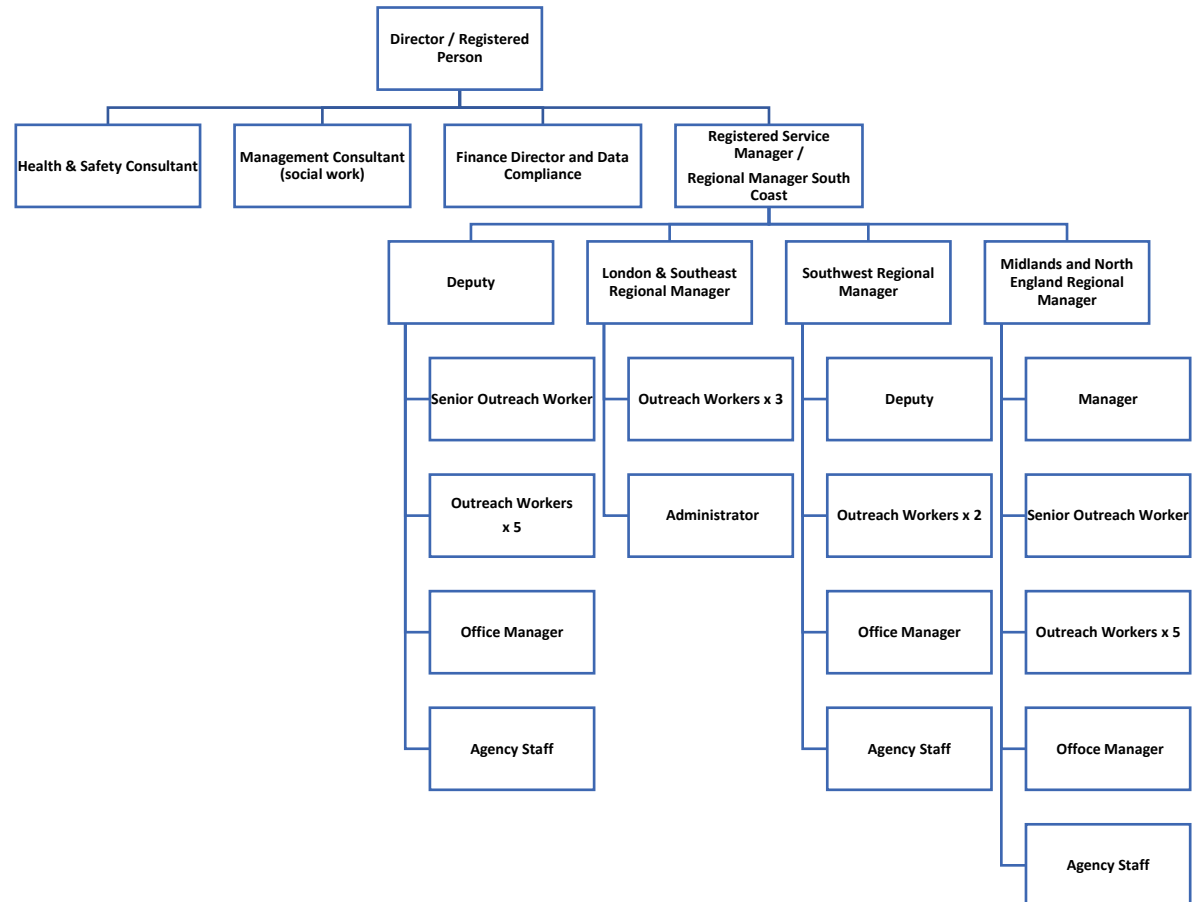 Director / Registered
Person
Health & Safety Consultant
Management Consultant
(social work)
Finance Director and Data
Compliance
Registered Service
Manager /
Regional Manager South
Coast
Deputy
London & Southeast
Regional Manager
Southwest Regional
Manager
Midlands and North
England Regional
Manager
Senior Outreach Worker
Outreach Workers
x 5
Office Manager
Agency Staff
Outreach Workers x 3
Administrator
Deputy
Outreach Workers x 2
Office Manager
Agency Staff
Manager
Senior Outreach Worker
Outreach Workers x 5
Offoce Manager
Agency Staff